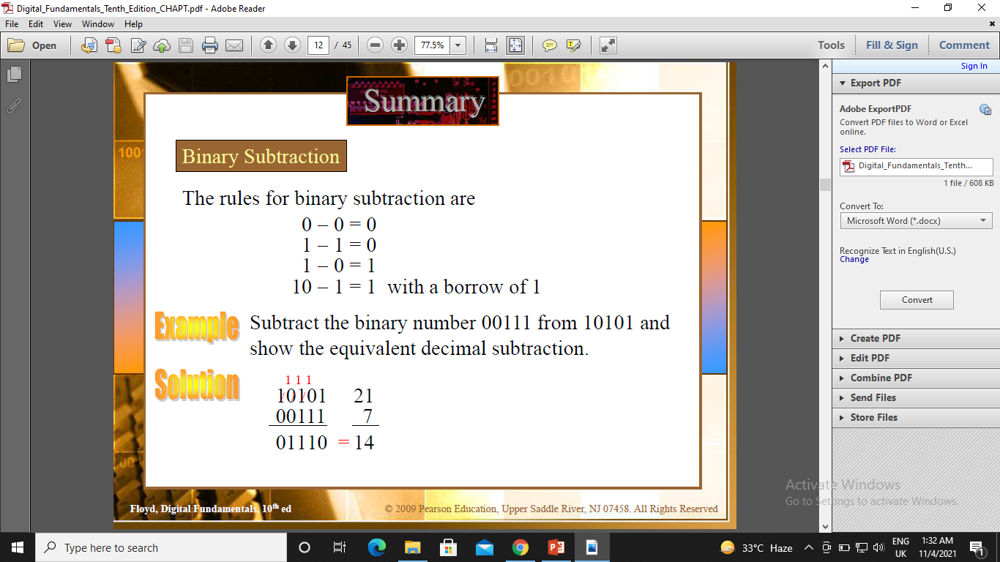 Digital_Fundamentals_Tenth_Edition_CHAPT.pdf - Adobe Reader
File Edit View Window Help
Open 12 / 45 77.5% Tools Fill & Sign Comment
Summary
Binary Subtraction
The rules for binary subtraction are
0 – 0 = 0
1 – 1 = 0
1 – 0 = 1
10 – 1 = 1 with a borrow of 1
Example
Subtract the binary number 00111 from 10101 and
show the equivalent decimal subtraction.
Solution
1 1 1
10101 21
00111 7
01110 = 14
Floyd, Digital Fundamentals, 10th ed © 2009 Pearson Education, Upper Saddle River, NJ 07458. All Rights Reserved
Sign In
Export PDF
Adobe ExportPDF
Convert PDF files to Word or Excel
online.
Select PDF File:
Digital_Fundamentals_Tenth...
1 file / 608 KB
Convert To:
Microsoft Word (*.docx)
Recognize Text in English(U.S.)
Change
Convert
Create PDF
Edit PDF
Combine PDF
Send Files
Store Files
Activate Windows
Go to Settings to activate Windows.
Type here to search
33°C Haze
ENG
UK
1:32 AM
11/4/2021
1